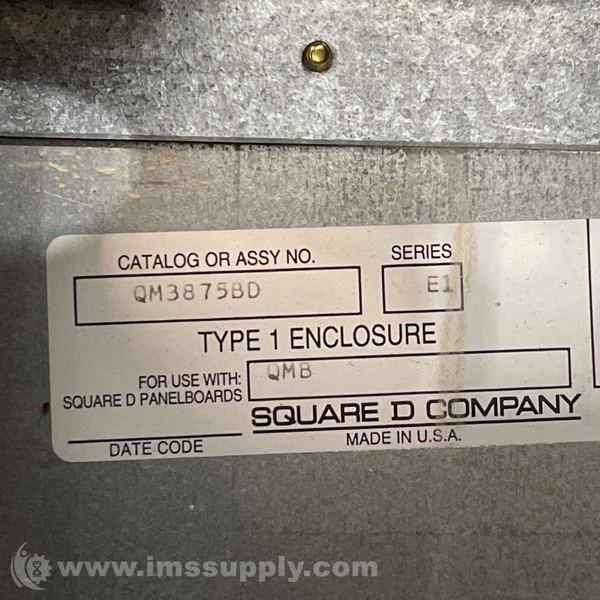 CATALOG OR ASSY NO.
SERIES
QM3875BD
E1
TYPE 1 ENCLOSURE
FOR USE WITH:
SQUARE D PANELBOARDS
QMB
SQUARE D COMPANY
DATE CODE
MADE IN U.S.A.
www.imssupply.com/